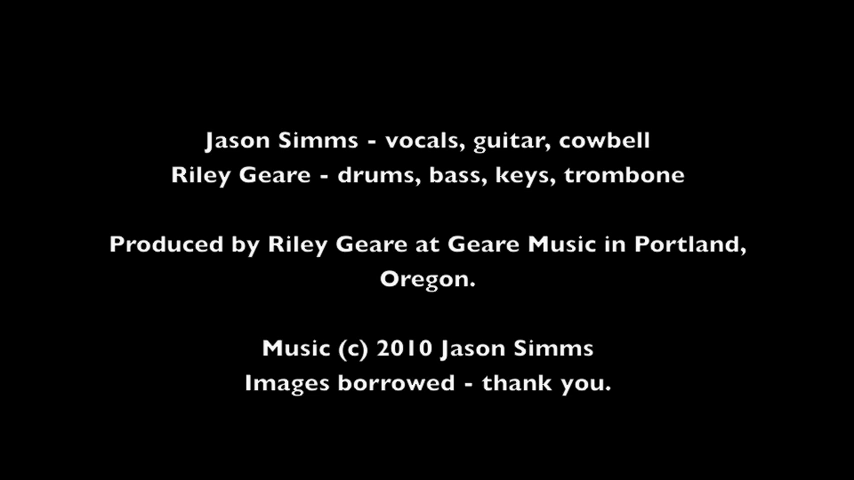 Jason Simms - vocals, guitar, cowbell
Riley Geare - drums, bass, keys, trombone
Produced by Riley Geare at Geare Music in Portland,
Oregon.
Music (c) 2010 Jason Simms
Images borrowed - thank you.